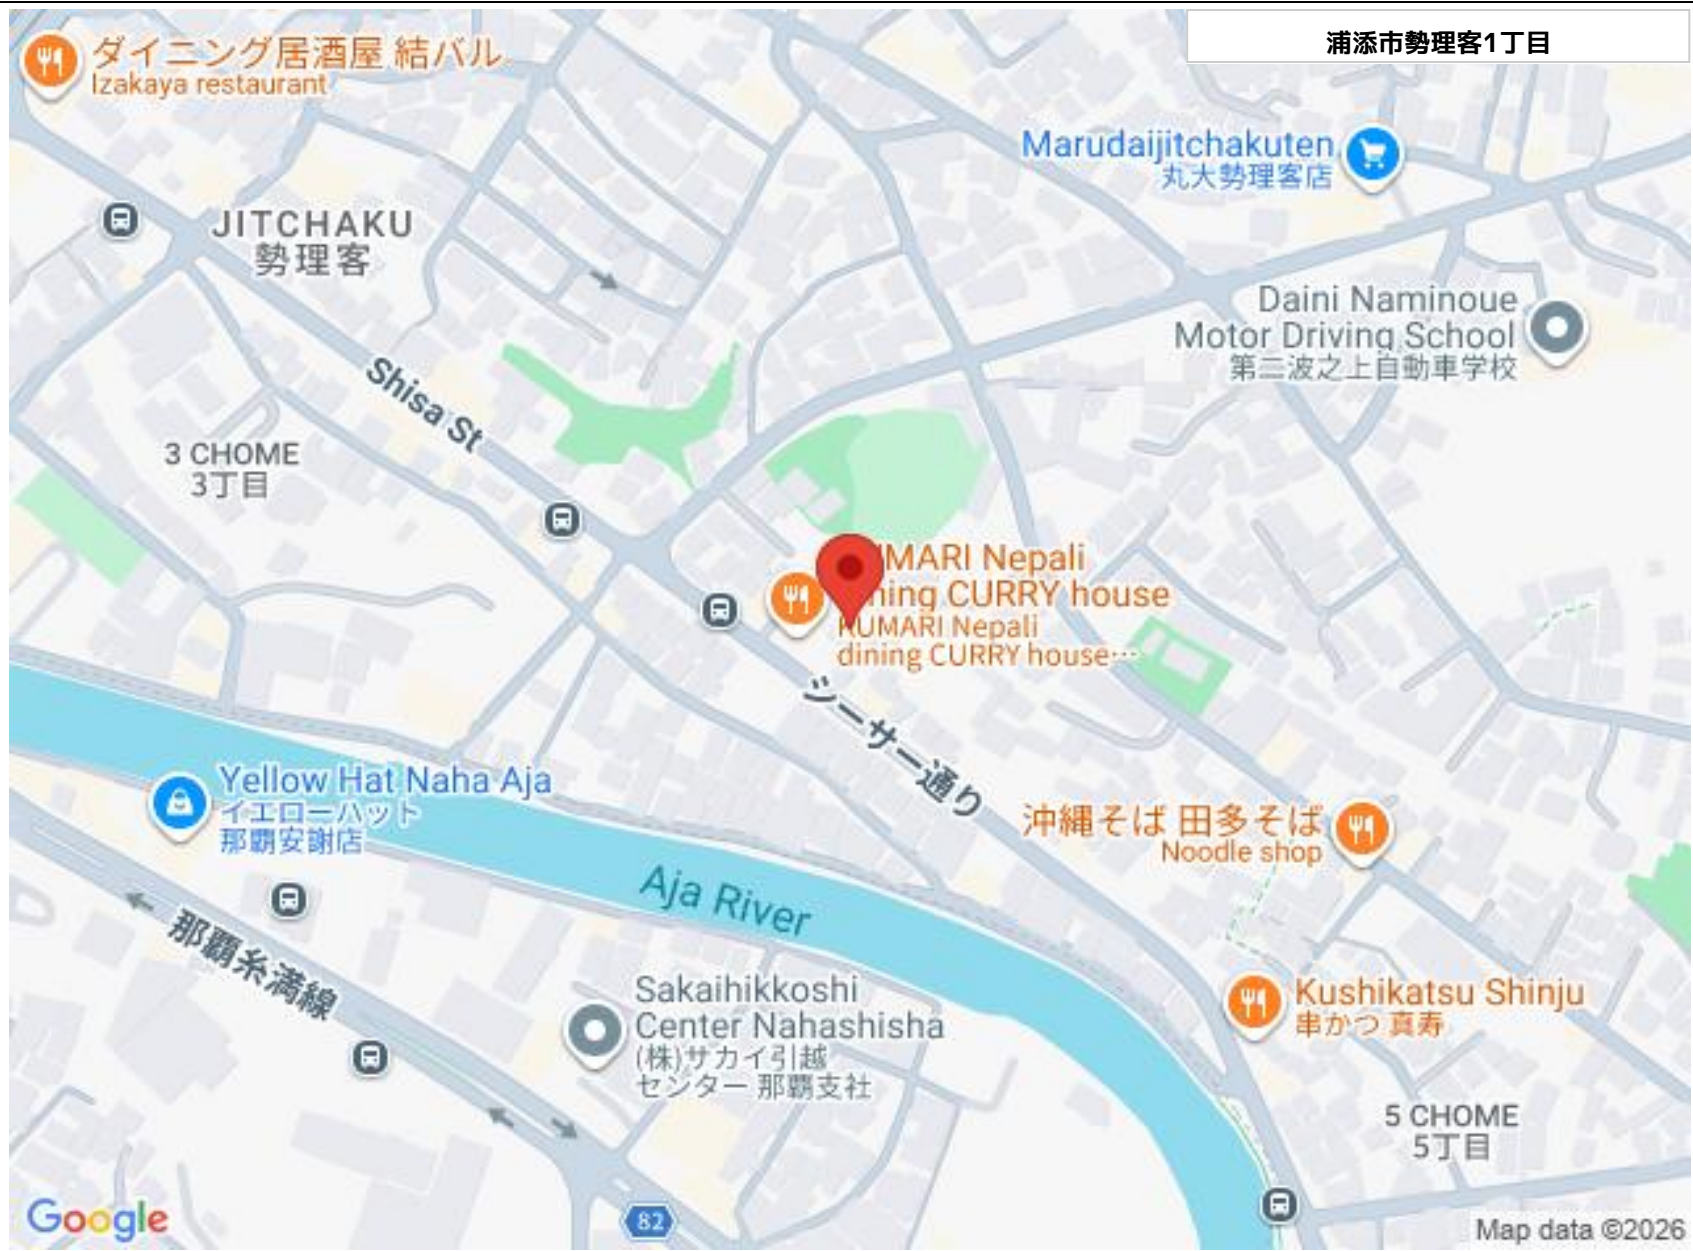 浦添市勢理客1丁目
ダイニング居酒屋 結バル
Izakaya restaurant
Marudaijitchakuten
丸大勢理客店
JITCHAKU
勢理客
Daini Naminoue
Motor Driving School
第二波之上自動車学校
Shisa St
3 CHOME
3丁目
MARI Nepali
ning CURRY house
KUMARI Nepali
dining CURRY house…
シーサー通り
Yellow Hat Naha Aja
イエローハット
那覇安謝店
沖縄そば 田多そば
Noodle shop
Aja River
那覇糸満線
Sakaihikkoshi
Center Nahashisha
(株)サカイ引越
センター 那覇支社
Kushikatsu Shinju
串かつ 真寿
5 CHOME
5丁目
82
Google
Map data ©2026